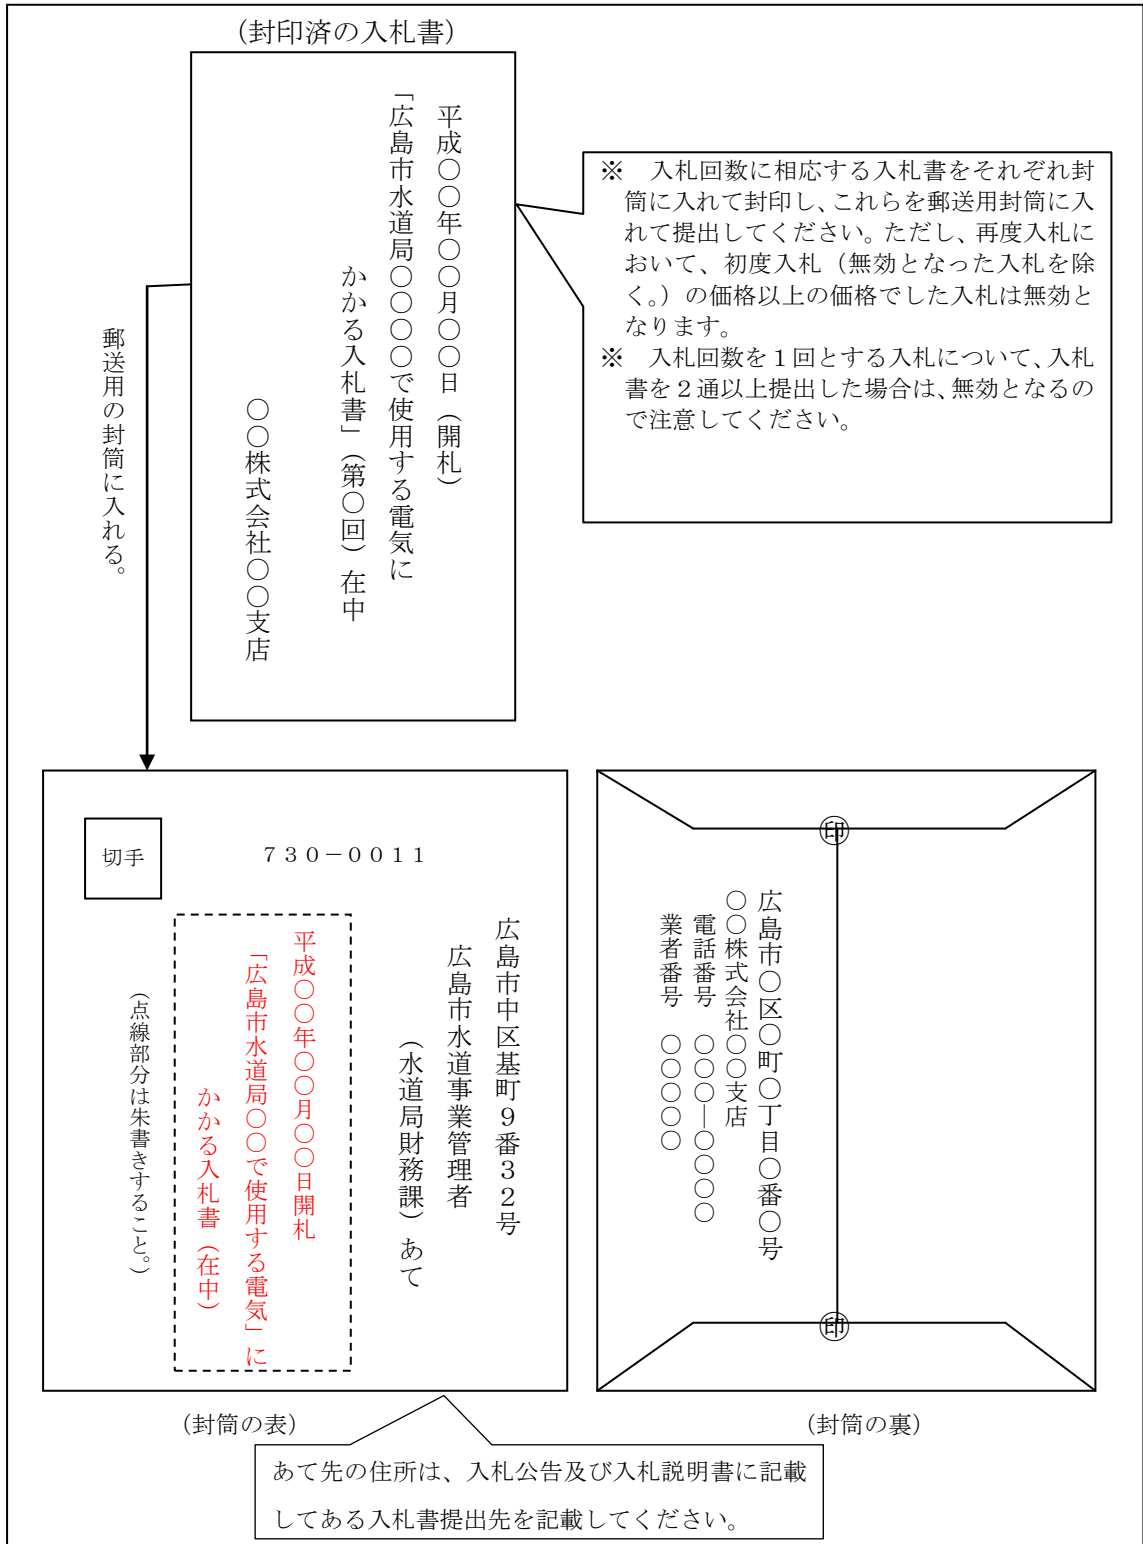 （封印済の入札書）
平成〇〇年〇〇月〇〇日（開札）
「広島市水道局〇〇〇〇で使用する電気に
かかる入札書」（第〇回）在中
〇〇株式会社〇〇支店
※　入札回数に相応する入札書をそれぞれ封
筒に入れて封印し、これらを郵送用封筒に入
れて提出してください。ただし、再度入札に
おいて、初度入札（無効となった入札を除
く。）の価格以上の価格でした入札は無効と
なります。
※　入札回数を１回とする入札について、入札
書を２通以上提出した場合は、無効となるの
で注意してください。
郵送用の封筒に入れる。
切手
７３０－００１１
広島市中区基町９番３２号
広島市水道事業管理者
（水道局財務課）あて
平成〇〇年〇〇月〇〇日開札
「広島市水道局〇〇で使用する電気」に
かかる入札書（在中）
（点線部分は朱書きすること。）
（封筒の表）
㊞
広島市〇区〇町〇丁目〇番〇号
〇〇株式会社〇〇支店
電話番号　〇〇〇―〇〇〇〇
業者番号　〇〇〇〇〇
㊞
（封筒の裏）
あて先の住所は、入札公告及び入札説明書に記載
してある入札書提出先を記載してください。